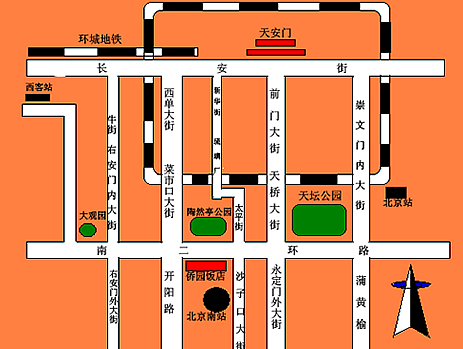 环城地铁
天安门
长安街
西客站
西单大街
新华街
琉璃厂
前门大街
崇文门内大街
牛街
右安门内大街
菜市口大街
天桥大街
天坛公园
北京站
大观园
陶然亭公园
太平街
南二环路
右安门外大街
开阳路
侨园饭店
北京南站
沙子口大街
永定门外大街
蒲黄榆